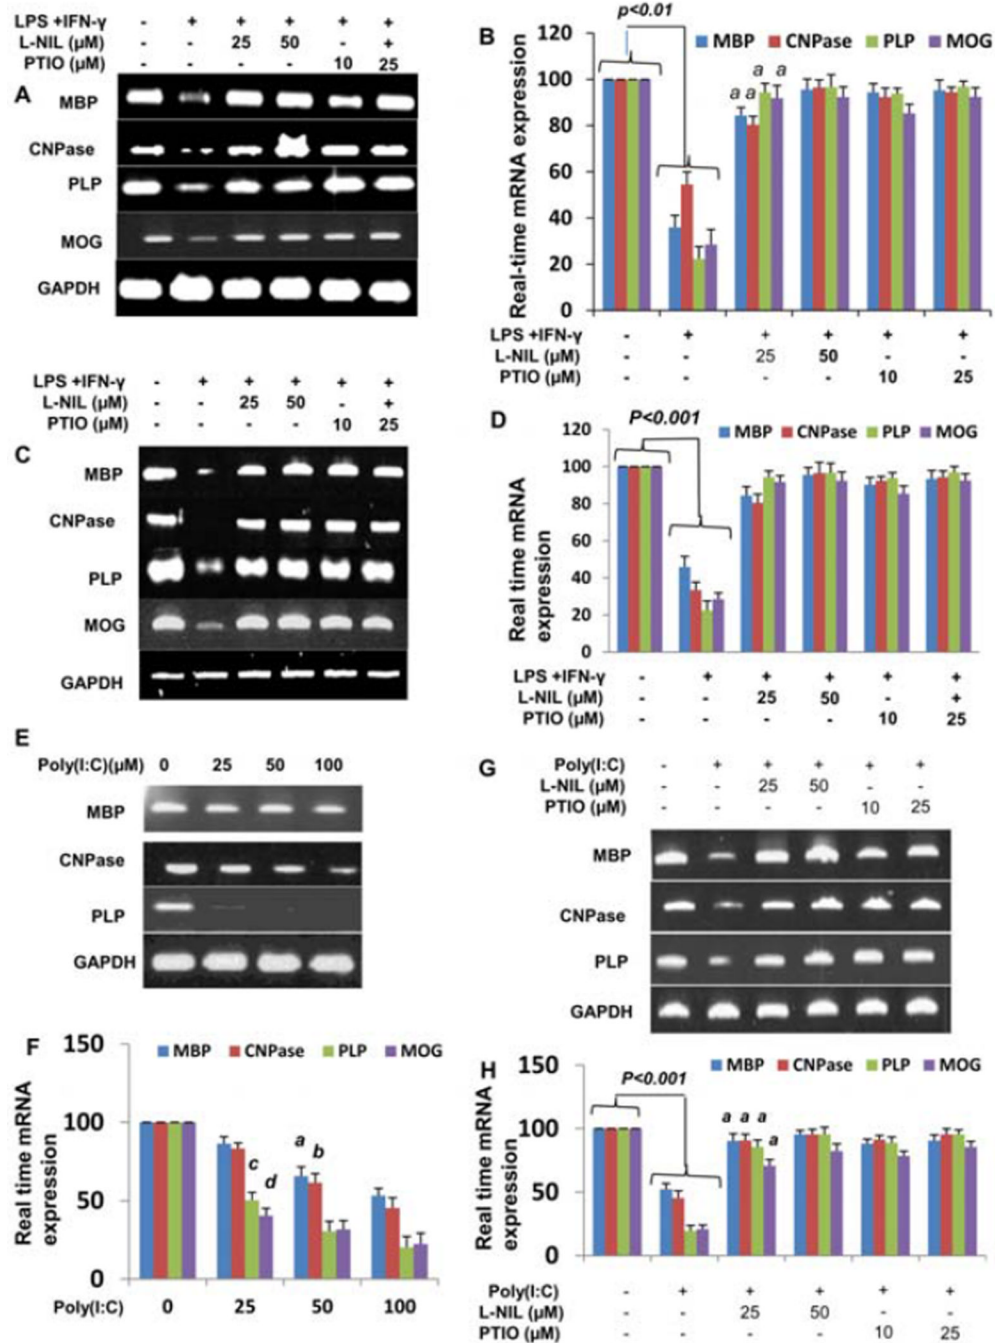 LPS +IFN-γ - + + + + +
L-NIL (µM) - - 25 50 - +
PTIO (µM) - - - - 10 25
A
MBP
CNPase
PLP
MOG
GAPDH
B
p<0.01
MBP CNPase PLP MOG
Real-time mRNA expression
120
100
80
60
40
20
0
a a a a
LPS +IFN-γ - + + + + +
L-NIL (µM) - - 25 50 - -
PTIO (µM) - - - - 10 25
LPS +IFN-γ - + + + + +
L-NIL (µM) - - 25 50 - +
PTIO (µM) - - - - 10 25
C
MBP
CNPase
PLP
MOG
GAPDH
D
P<0.001
MBP CNPase PLP MOG
Real time mRNA
expression
120
100
80
60
40
20
0
LPS +IFN-γ - + + + + +
L-NIL (µM) - - 25 50 - +
PTIO (µM) - - - - 10 25
E
Poly(I:C)(µM) 0 25 50 100
MBP
CNPase
PLP
GAPDH
G
Poly(I:C) - + + + + +
L-NIL (µM) - - 25 50 - -
PTIO (µM) - - - - 10 25
MBP
CNPase
PLP
GAPDH
F
MBP CNPase PLP MOG
Real time mRNA
expression
150
100
50
0
c d a b
Poly(I:C) 0 25 50 100
H
P<0.001
MBP CNPase PLP MOG
Real time mRNA
expression
150
100
50
0
a a a a
Poly(I:C) - + + + + +
L-NIL (µM) - - 25 50 - -
PTIO (µM) - - - - 10 25